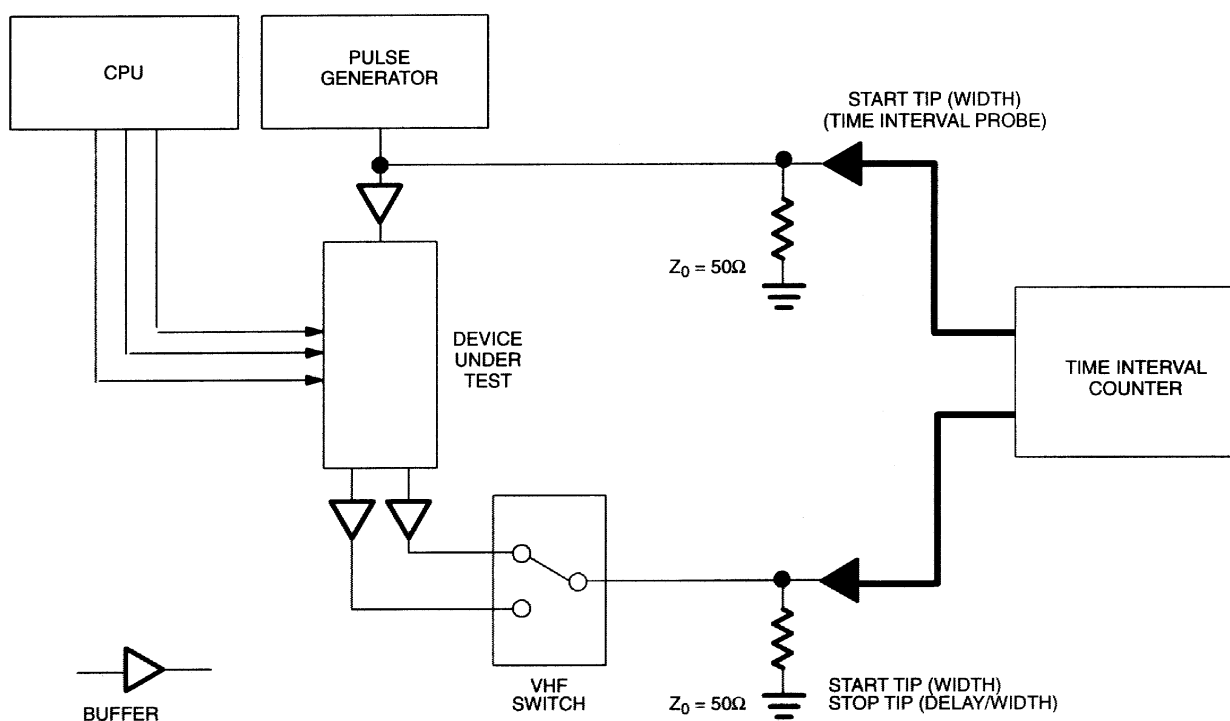 CPU
PULSE
GENERATOR
START TIP (WIDTH)
(TIME INTERVAL PROBE)
Z0 = 50Ω
DEVICE
UNDER
TEST
TIME INTERVAL
COUNTER
VHF
SWITCH
Z0 = 50Ω
START TIP (WIDTH)
STOP TIP (DELAY/WIDTH)
BUFFER